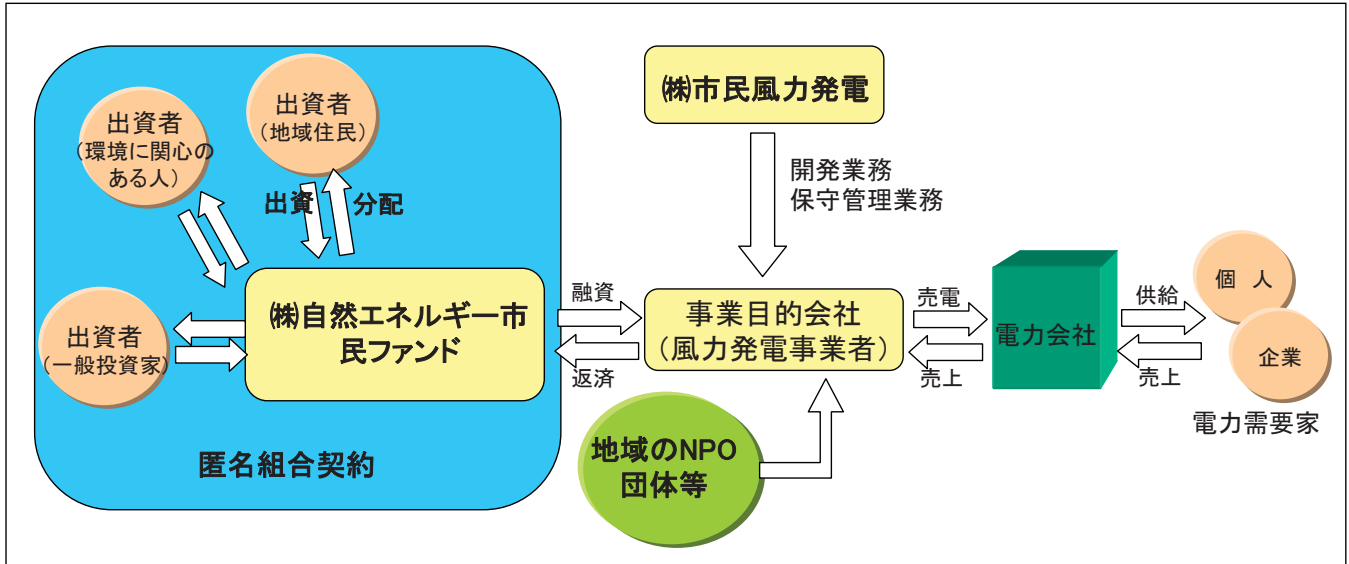 出資者
(地域住民)
出資者
(環境に関心の
ある人)
出資
分配
出資者
(一般投資家)
㈱自然エネルギー市
民ファンド
匿名組合契約
㈱市民風力発電
開発業務
保守管理業務
融資
返済
事業目的会社
(風力発電事業者)
地域のNPO
団体等
売電
売上
電力会社
供給
売上
個 人
企業
電力需要家